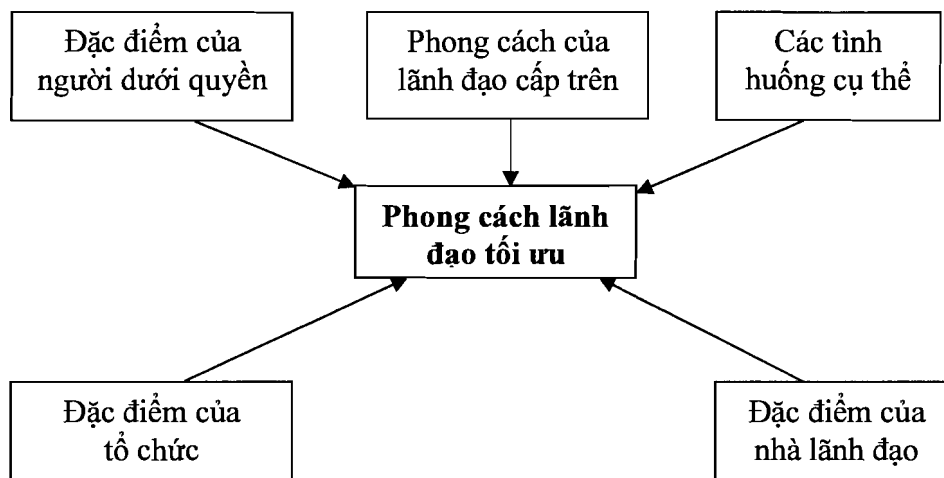 Đặc điểm của
người dưới quyền
Phong cách của
lãnh đạo cấp trên
Các tình
huống cụ thể
Phong cách lãnh
đạo tối ưu
Đặc điểm của
tổ chức
Đặc điểm của
nhà lãnh đạo